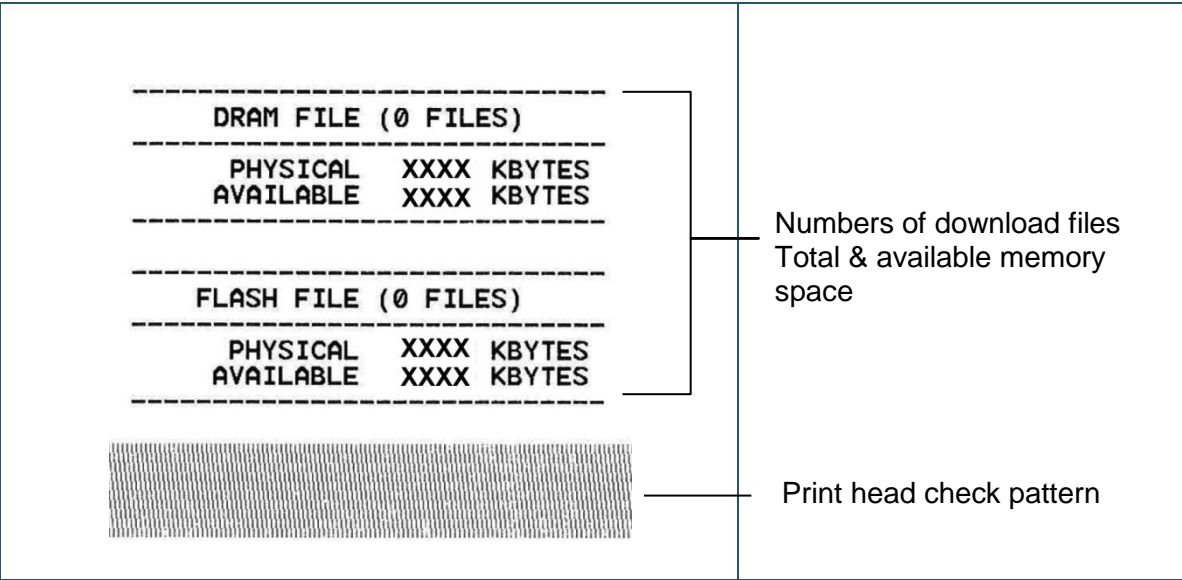 DRAM FILE (0 FILES)
PHYSICAL XXXX KBYTES
AVAILABLE XXXX KBYTES
FLASH FILE (0 FILES)
PHYSICAL XXXX KBYTES
AVAILABLE XXXX KBYTES
Numbers of download files
Total & available memory
space
Print head check pattern